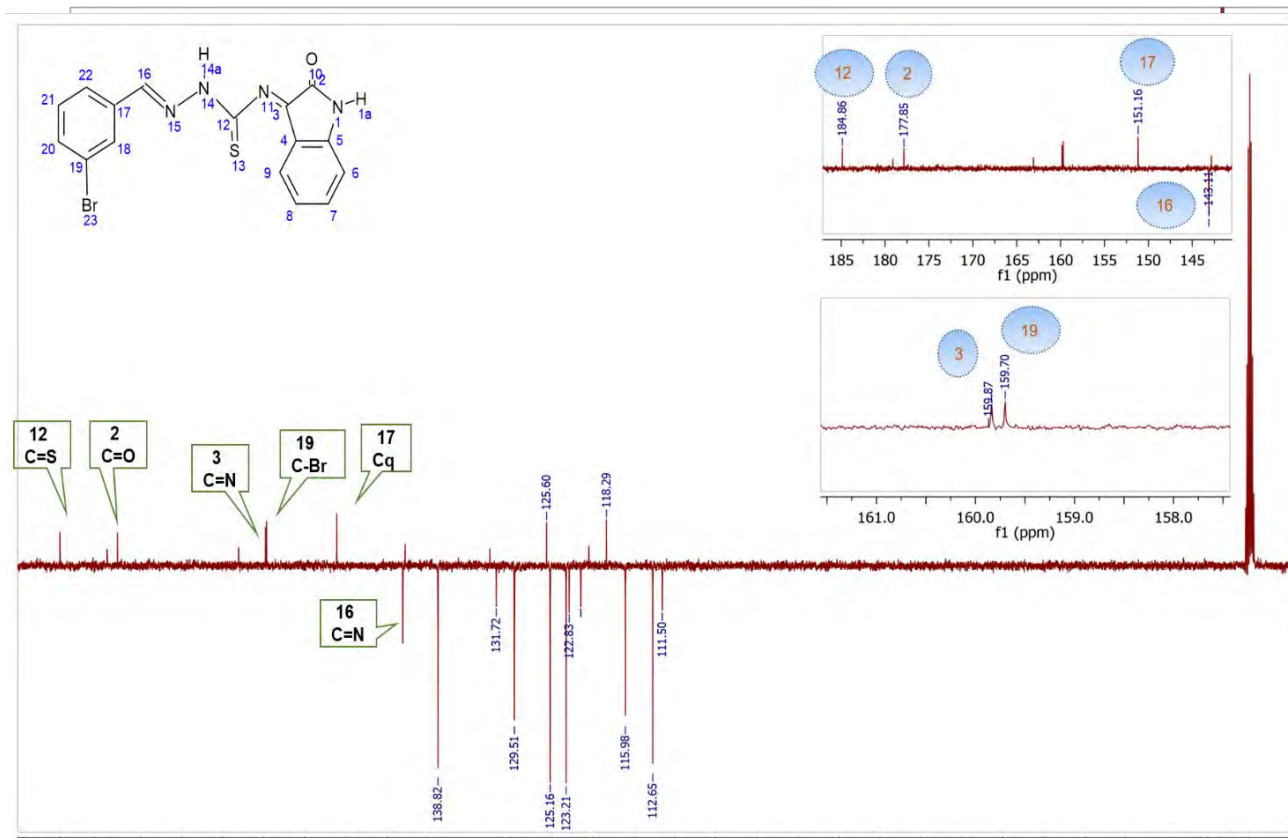 H
14a
O
10
16
22
N
2
21
17
N
14
N
11
N
H
3
1
1a
15
12
18
4
5
20
S
13
19
9
6
Br
23
8
7
12
2
17
184.86
177.85
151.16
16
143.11
185 180 175 170 165 160 155 150 145
f1 (ppm)
3
19
159.87
159.70
161.0 160.0 159.0 158.0
f1 (ppm)
12
C=S
2
C=O
3
C=N
19
C-Br
17
Cq
125.60
118.29
16
C=N
138.82
131.72
129.51
125.16
123.21
122.83
115.98
112.65
111.50